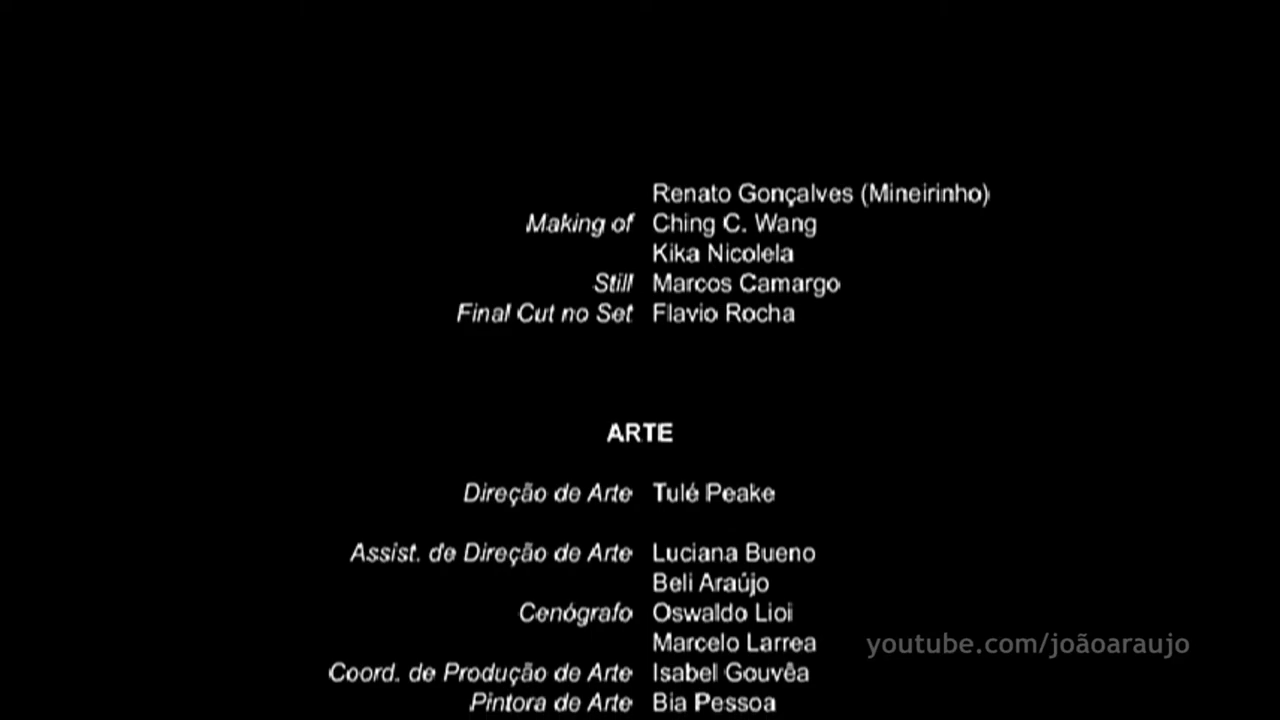 Renato Gonçalves (Mineirinho)
Making of Ching C. Wang
Kika Nicolela
Still Marcos Camargo
Final Cut no Set Flavio Rocha
ARTE
Direção de Arte Tulé Peake
Assist. de Direção de Arte Luciana Bueno
Beli Araújo
Cenógrafo Oswaldo Lioi
Marcelo Larrea
youtube.com/joãoaraujo
Coord. de Produção de Arte Isabel Gouvêa
Pintora de Arte Bia Pessoa